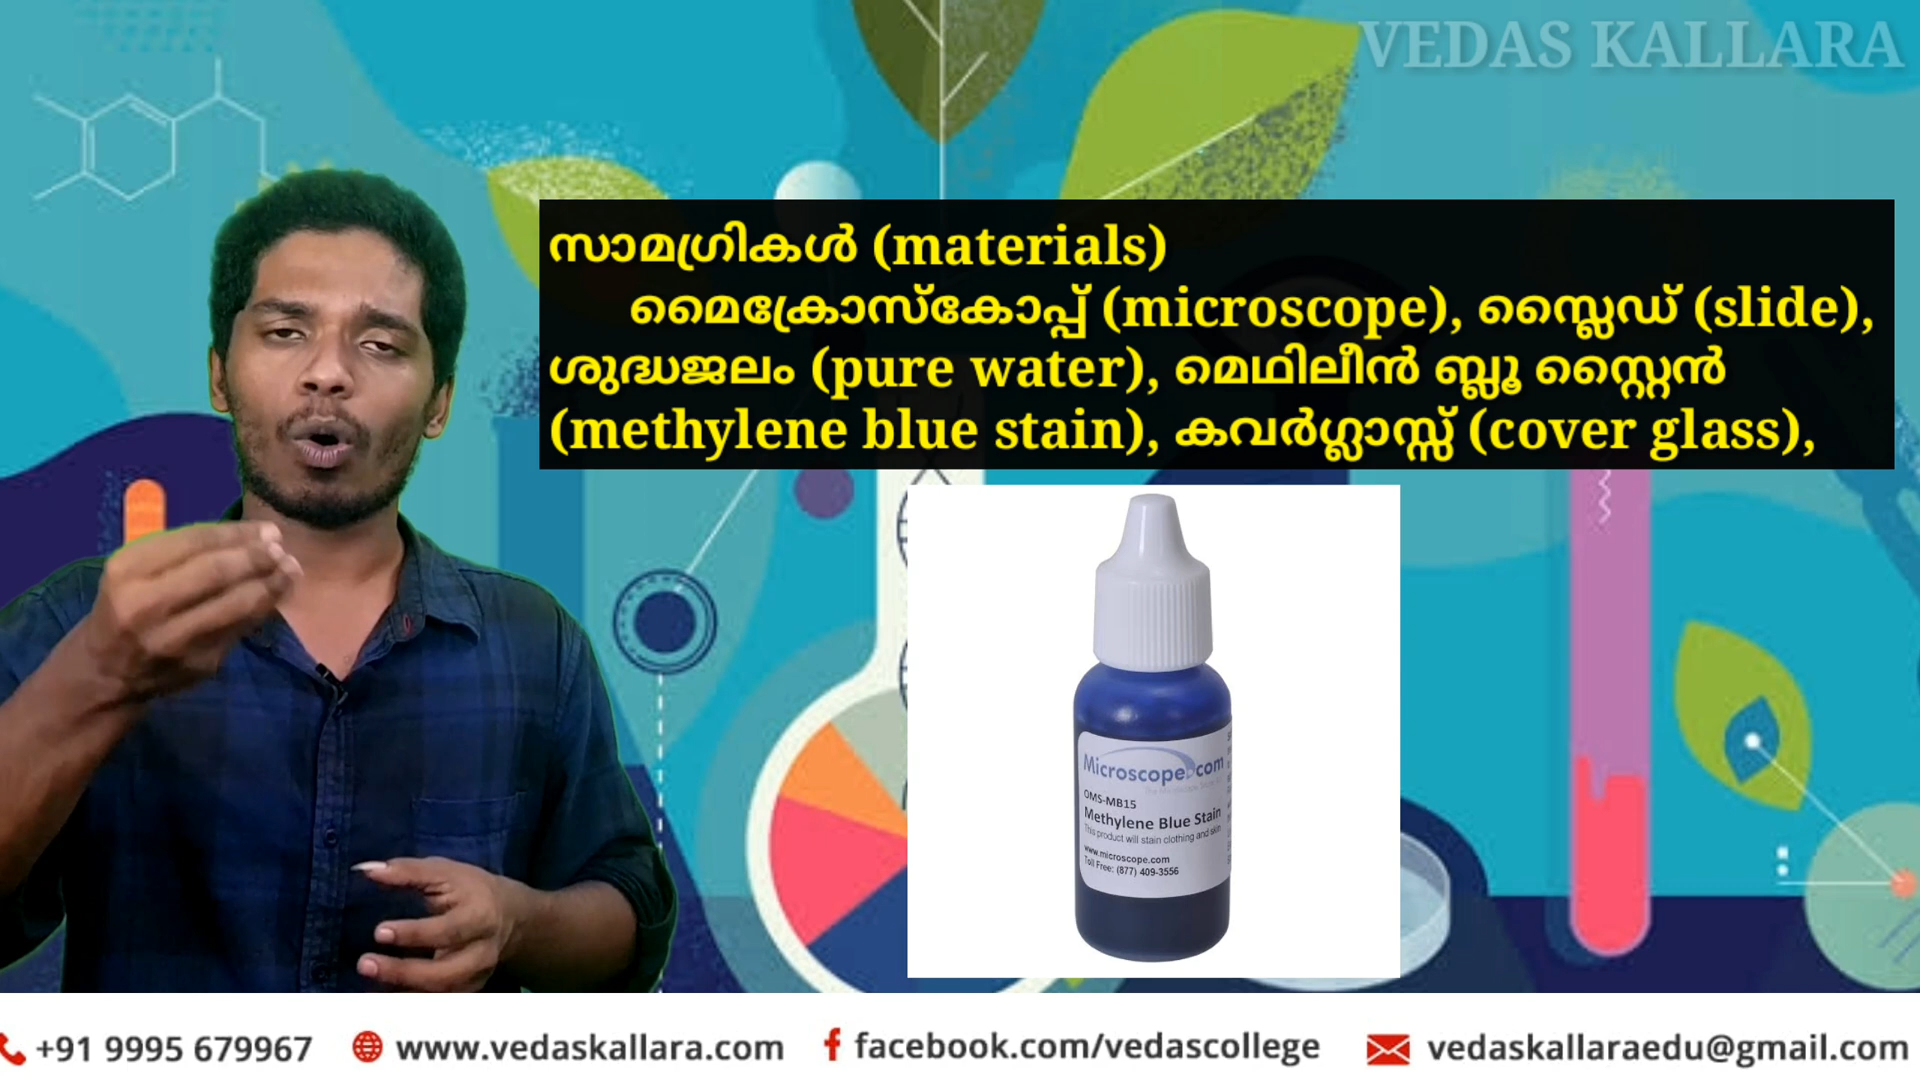 VEDAS KALLARA
സാമഗ്രികൾ (materials)
മൈക്രോസ്കോപ്പ് (microscope), സ്ലൈഡ് (slide),
ശുദ്ധജലം (pure water), മെഥിലീൻ ബ്ലൂ സ്റ്റൈൻ
(methylene blue stain), കവർഗ്ലാസ്സ് (cover glass),
Microscope.com
OMS-MB15
Methylene Blue Stain
This product will stain clothing and skin
www.microscope.com
Toll Free: (877) 409-3556
+91 9995 679967 www.vedaskallara.com facebook.com/vedascollege vedaskallaraedu@gmail.com